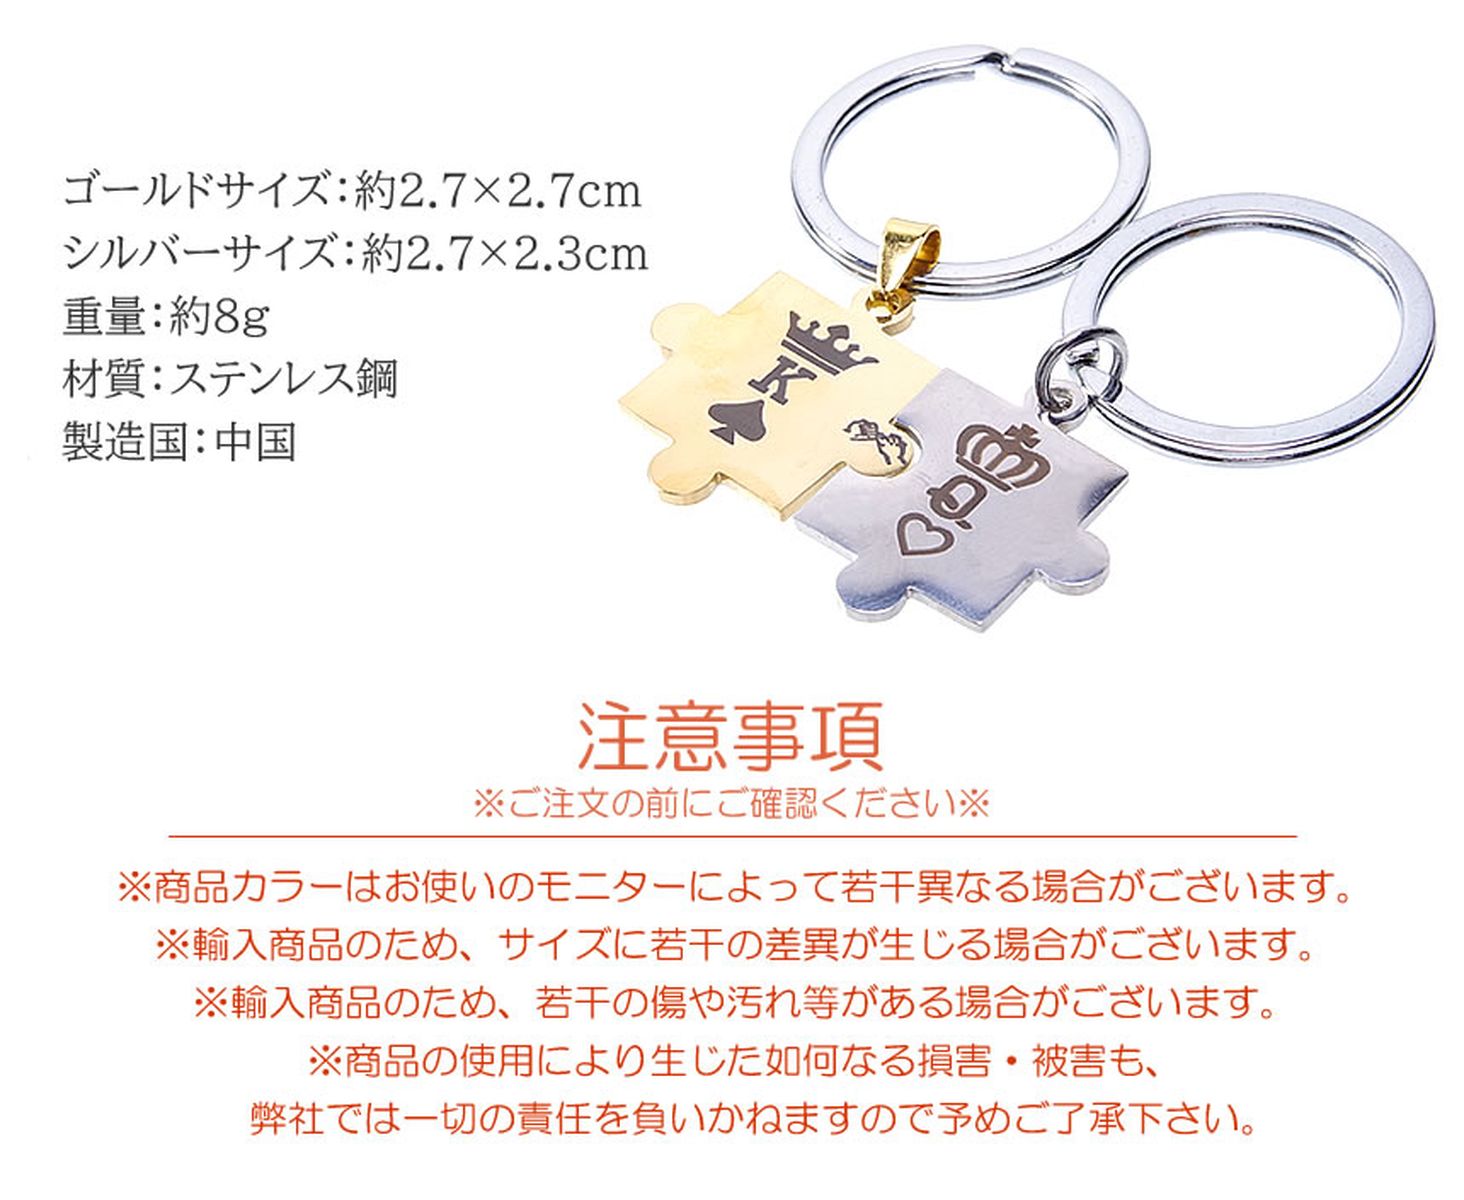 ゴールドサイズ：約2.7×2.7cm
シルバーサイズ：約2.7×2.3cm
重量：約8g
材質：ステンレス鋼
製造国：中国
K
Q
注意事項
※ご注文の前にご確認ください※
※商品カラーはお使いのモニターによって若干異なる場合がございます。
※輸入商品のため、サイズに若干の差異が生じる場合がございます。
※輸入商品のため、若干の傷や汚れ等がある場合がございます。
※商品の使用により生じた如何なる損害・被害も、
弊社では一切の責任を負いかねますので予めご了承下さい。